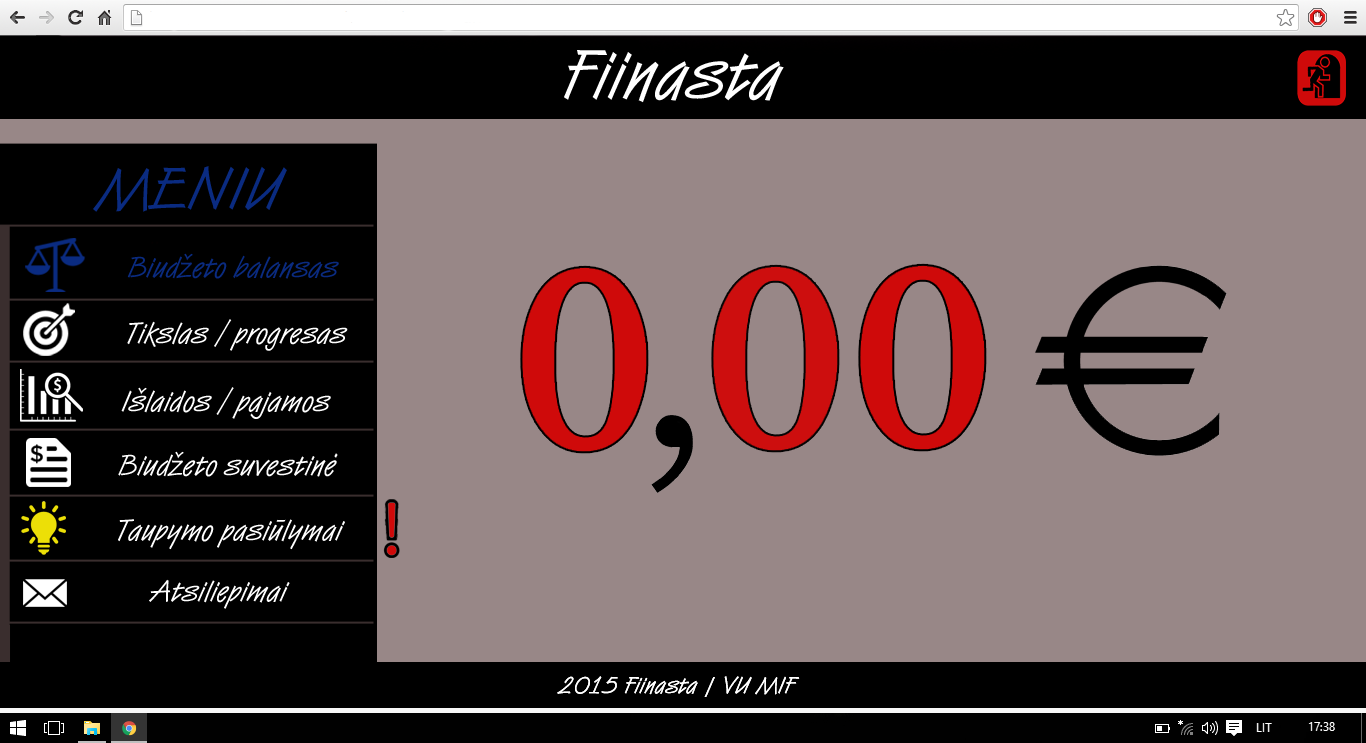 Fiinasta
MENIU
Biudžeto balansas
Tikslas / progresas
Išlaidos / pajamos
Biudžeto suvestinė
Taupymo pasiūlymai
!
Atsiliepimai
0,00 €
2015 Fiinasta / VU MIF
LIT
17:38